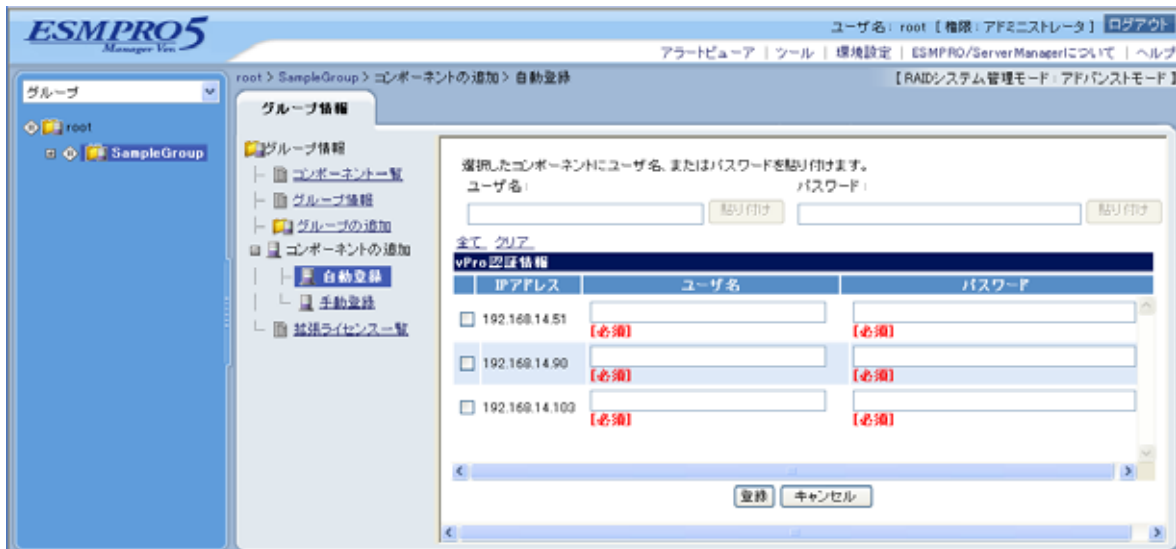 ESMPRO5
Manager Ver.
ユーザ名: root [ 権限: アドミニストレータ ] ログアウト
アラートビューア | ツール | 環境設定 | ESMPRO/ServerManagerについて | ヘルプ
グループ
root
SampleGroup
root > SampleGroup > コンポーネントの追加 > 自動登録
[ RAIDシステム管理モード: アドバンストモード ]
グループ情報
グループ情報
コンポーネント一覧
グループ情報
グループの追加
コンポーネントの追加
自動登録
手動登録
拡張ライセンス一覧
選択したコンポーネントにユーザ名、またはパスワードを貼り付けます。
ユーザ名: パスワード:
貼り付け 貼り付け
全て クリア
vPro認証情報
IPアドレス ユーザ名 パスワード
192.168.14.51
[必須] [必須]
192.168.14.90
[必須] [必須]
192.168.14.103
[必須] [必須]
登録 キャンセル